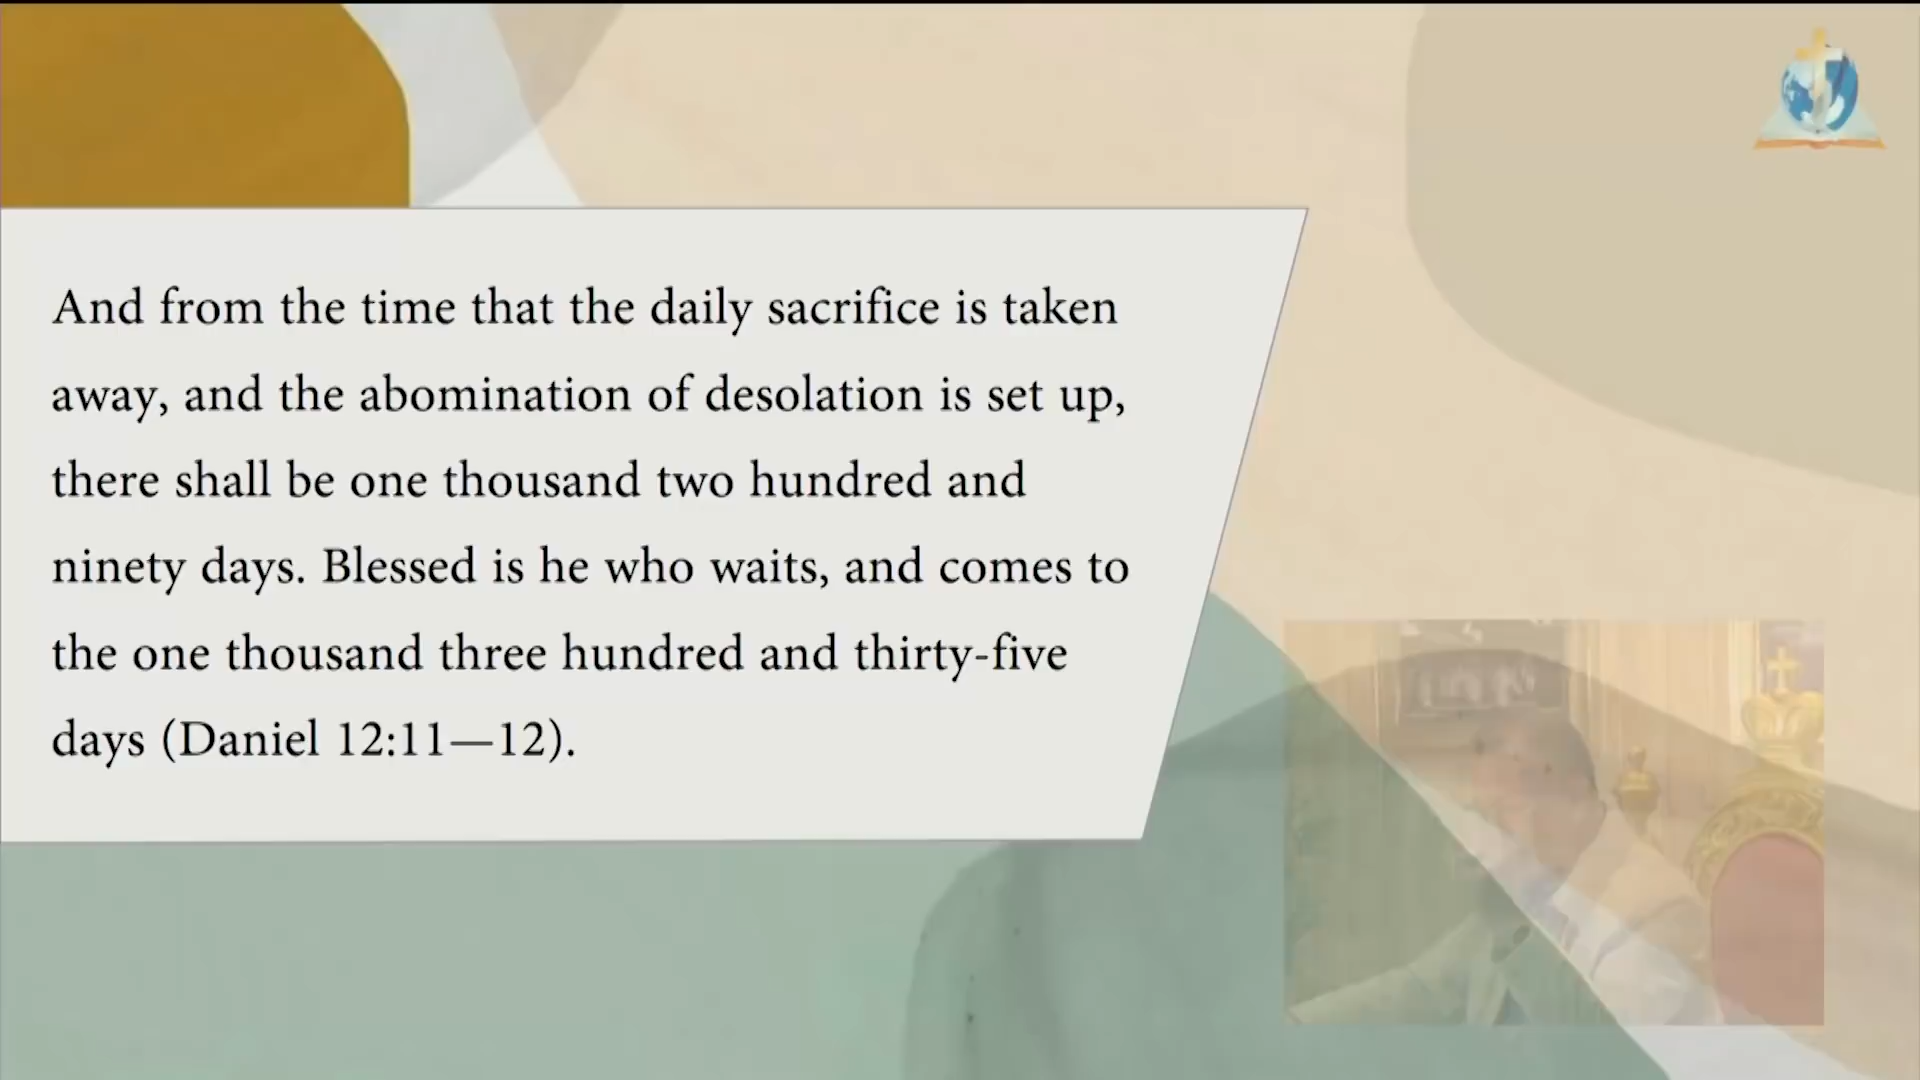 And from the time that the daily sacrifice is taken
away, and the abomination of desolation is set up,
there shall be one thousand two hundred and
ninety days. Blessed is he who waits, and comes to
the one thousand three hundred and thirty-five
days (Daniel 12:11—12).